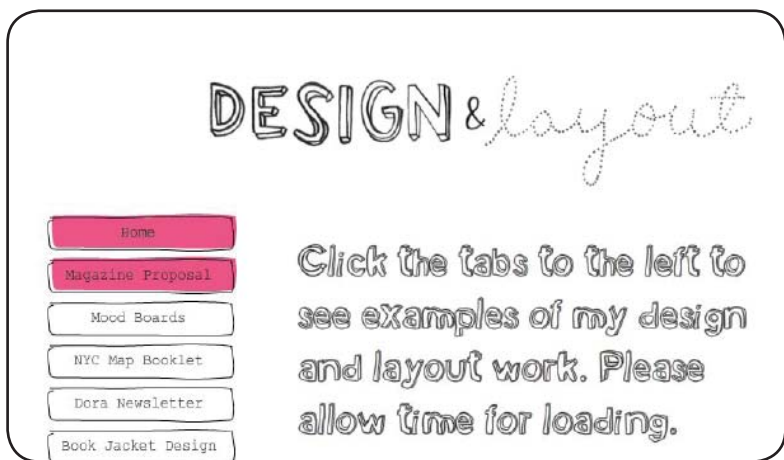 DESIGN & layout
Home
Magazine Proposal
Mood Boards
NYC Map Booklet
Dora Newsletter
Book Jacket Design
Click the tabs to the left to
see examples of my design
and layout work. Please
allow time for loading.